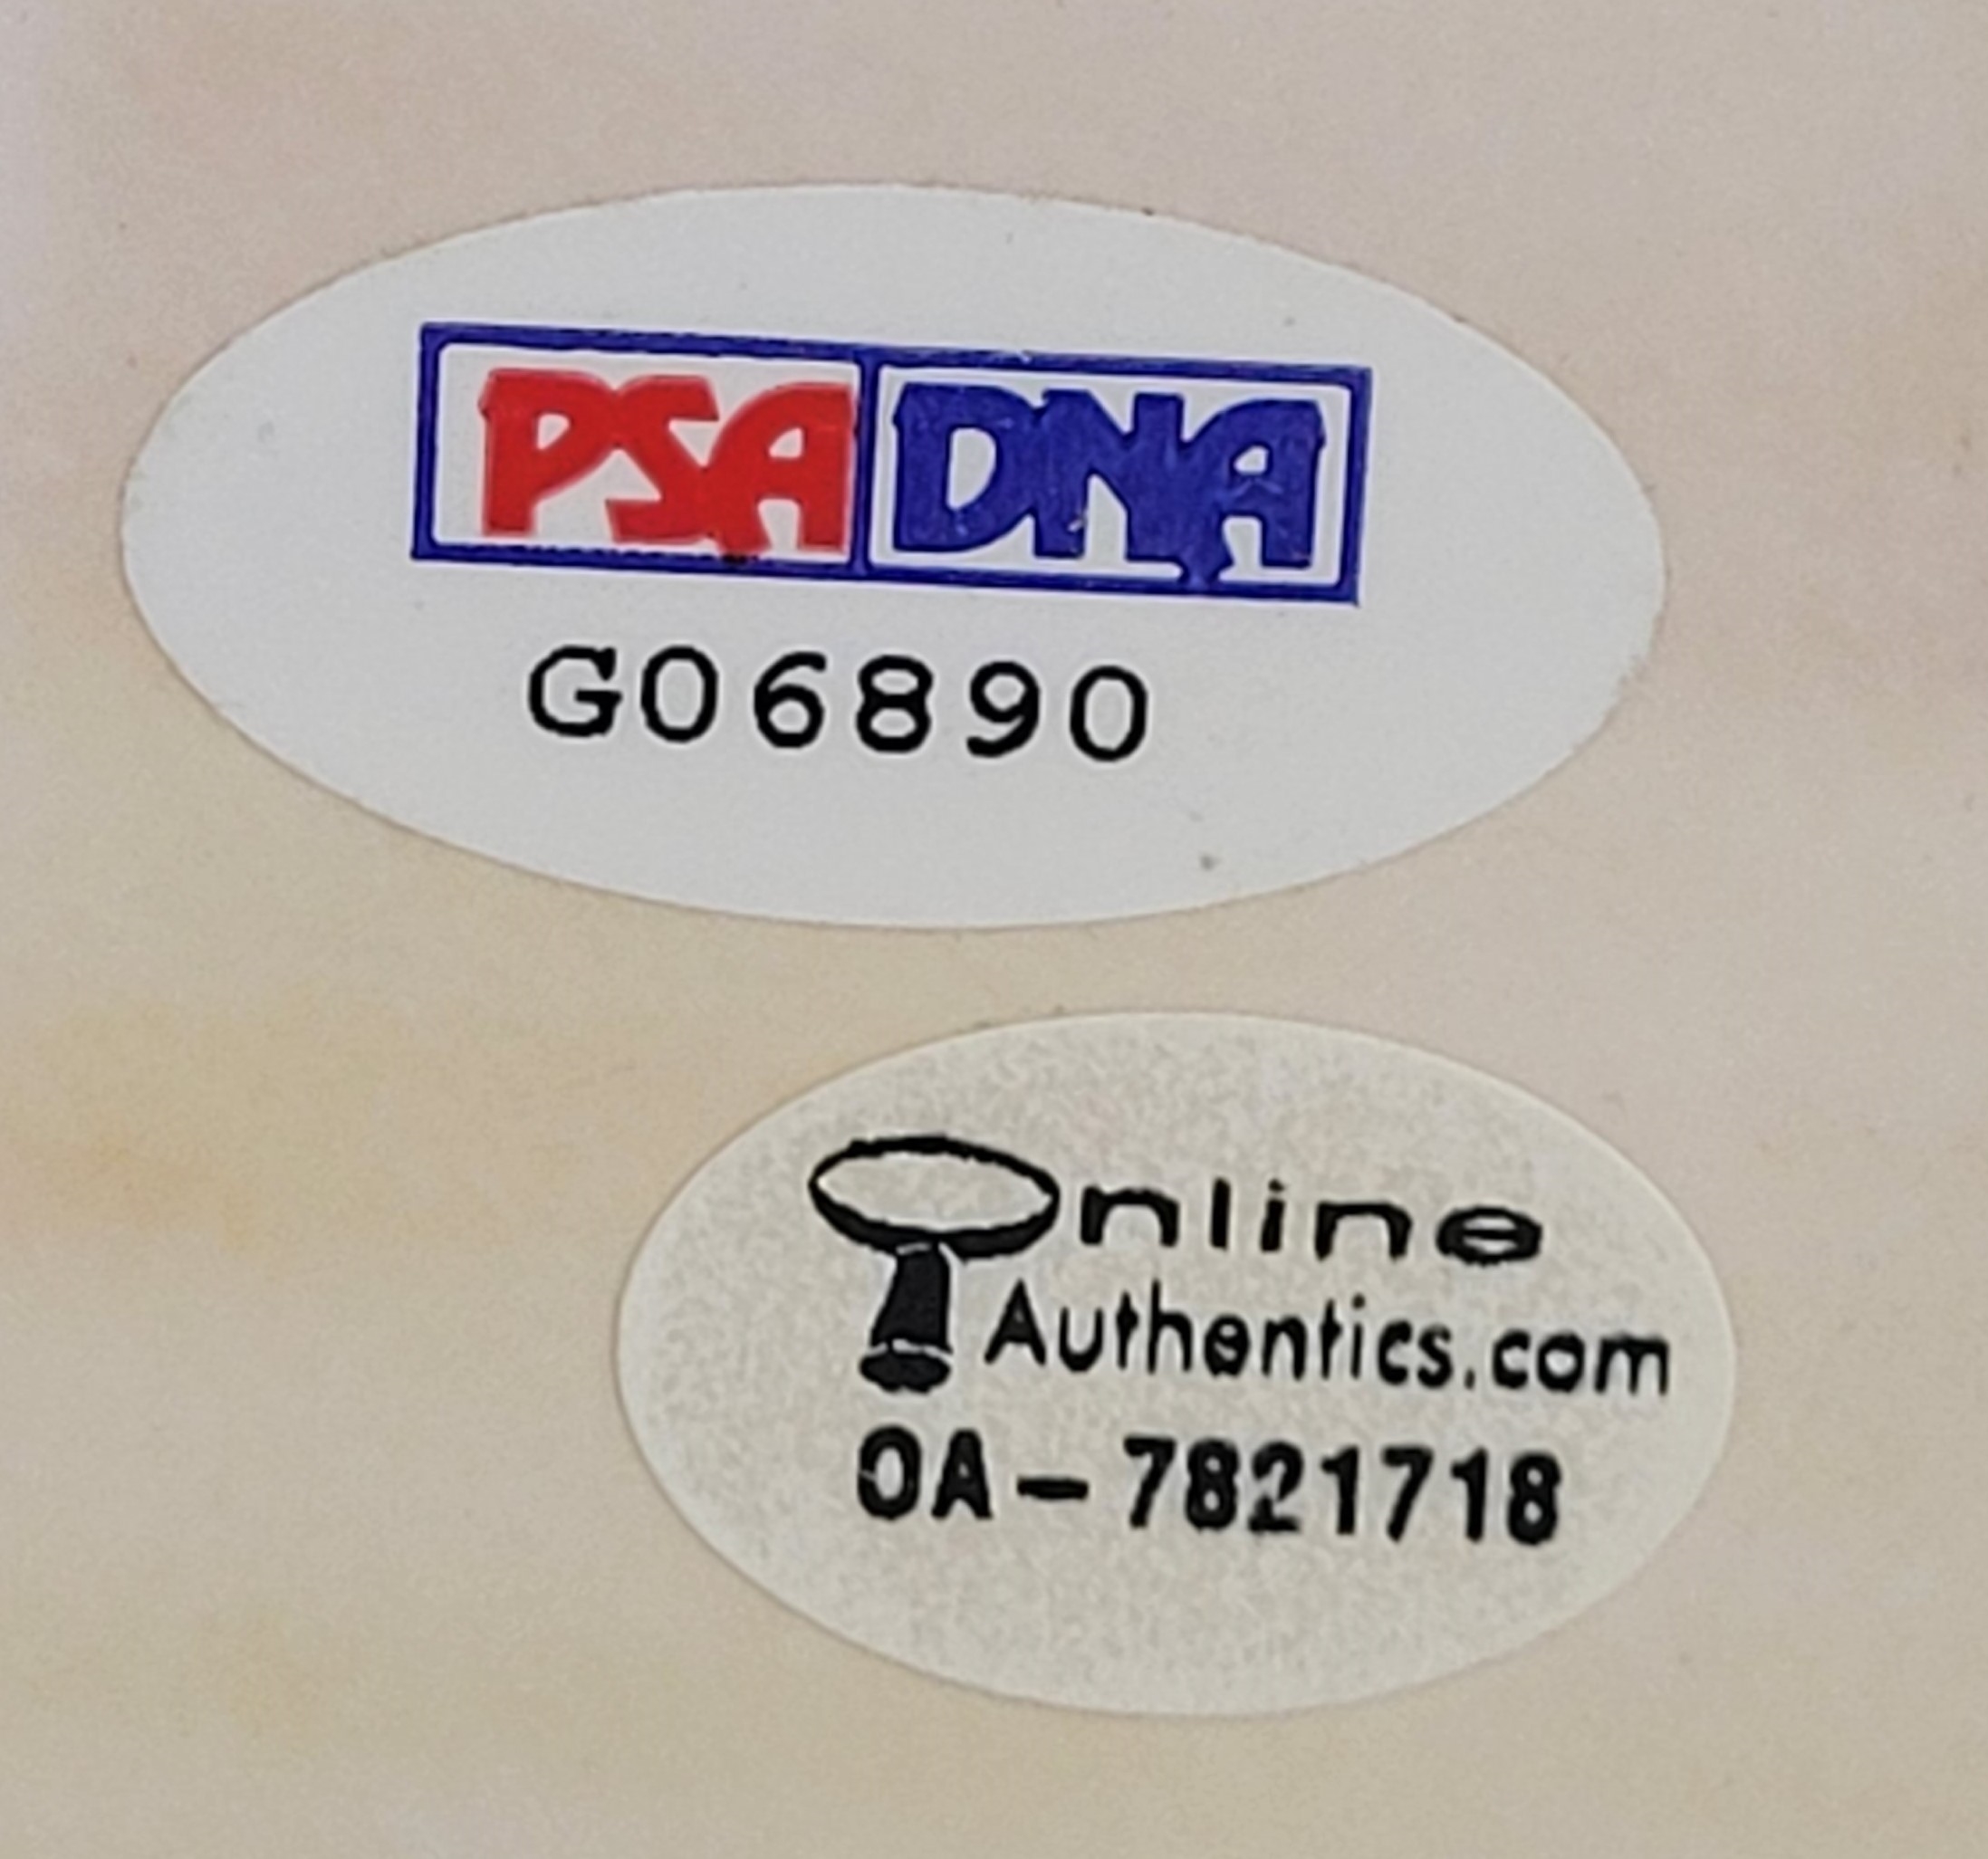 PSA DNA
G06890
Online
Authentics.com
OA-7821718